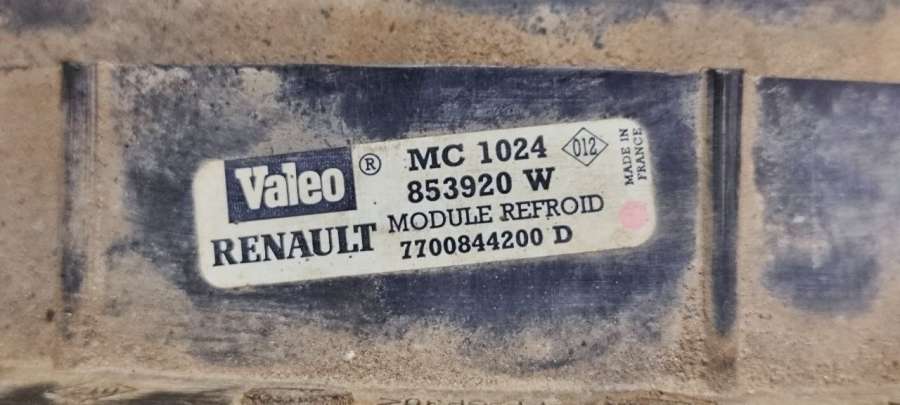 Valeo ® MC 1024 012
853920 W
MODULE REFROID
RENAULT 7700844200 D
MADE IN
FRANCE